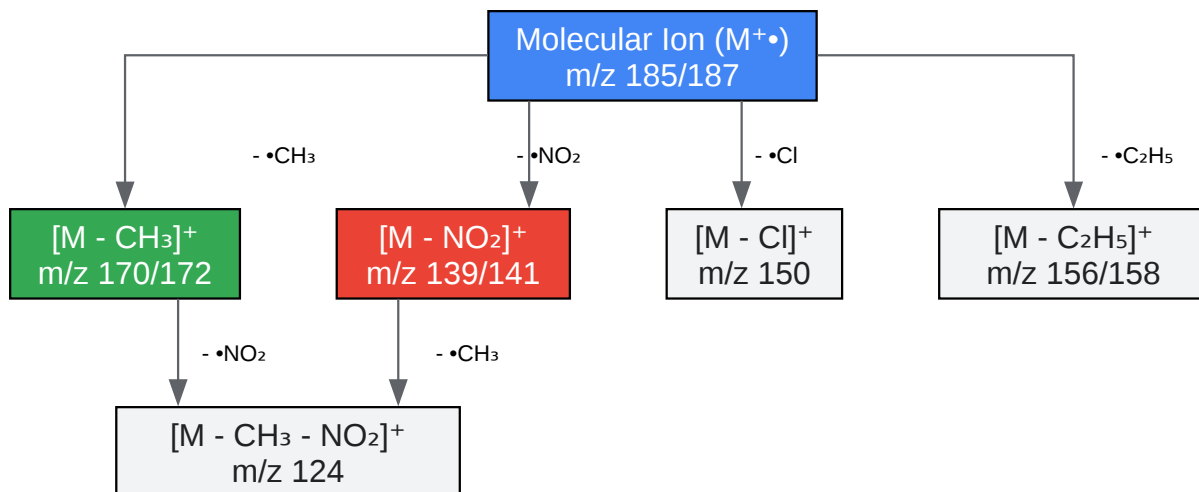 Molecular Ion (M⁺•)
m/z 185/187
- •CH₃
- •NO₂
- •Cl
- •C₂H₅
[M - CH₃]⁺
m/z 170/172
[M - NO₂]⁺
m/z 139/141
[M - Cl]⁺
m/z 150
[M - C₂H₅]⁺
m/z 156/158
- •NO₂
- •CH₃
[M - CH₃ - NO₂]⁺
m/z 124